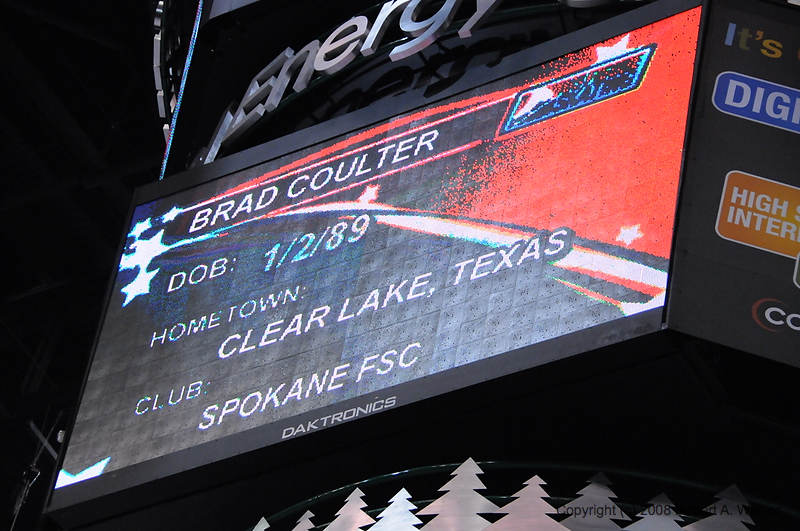 Energy
BRAD COULTER
DOB: 1/2/89
HOMETOWN:
CLEAR LAKE, TEXAS
CLUB:
SPOKANE FSC
DAKTRONICS
It's
DIGI
HIGH S
INTER
Copyright 2008 A.